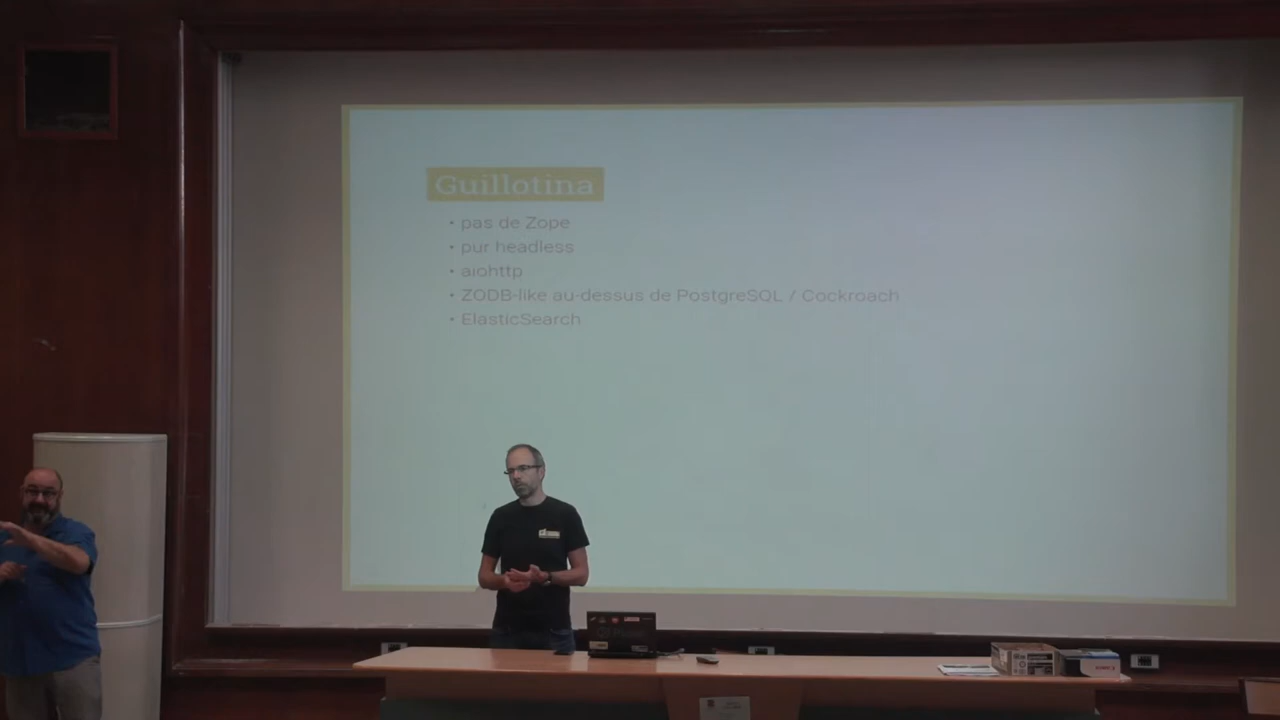 Guillotina
• pas de Zope
• pur headless
• aiohttp
• ZODB-like au-dessus de PostgreSQL / Cockroach
• ElasticSearch